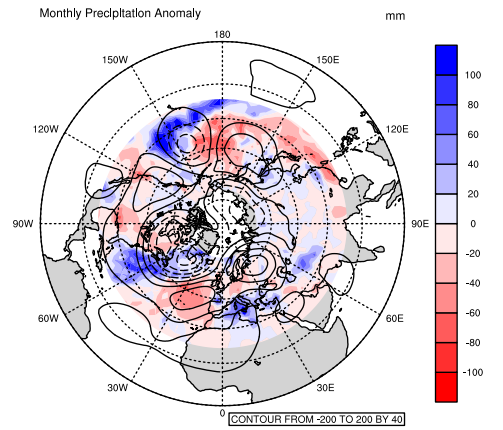 Monthly Precipitation Anomaly
mm
180
150W
150E
120W
120E
90W
90E
60W
60E
30W
30E
0
100
80
60
40
20
0
-20
-40
-60
-80
-100
CONTOUR FROM -200 TO 200 BY 40